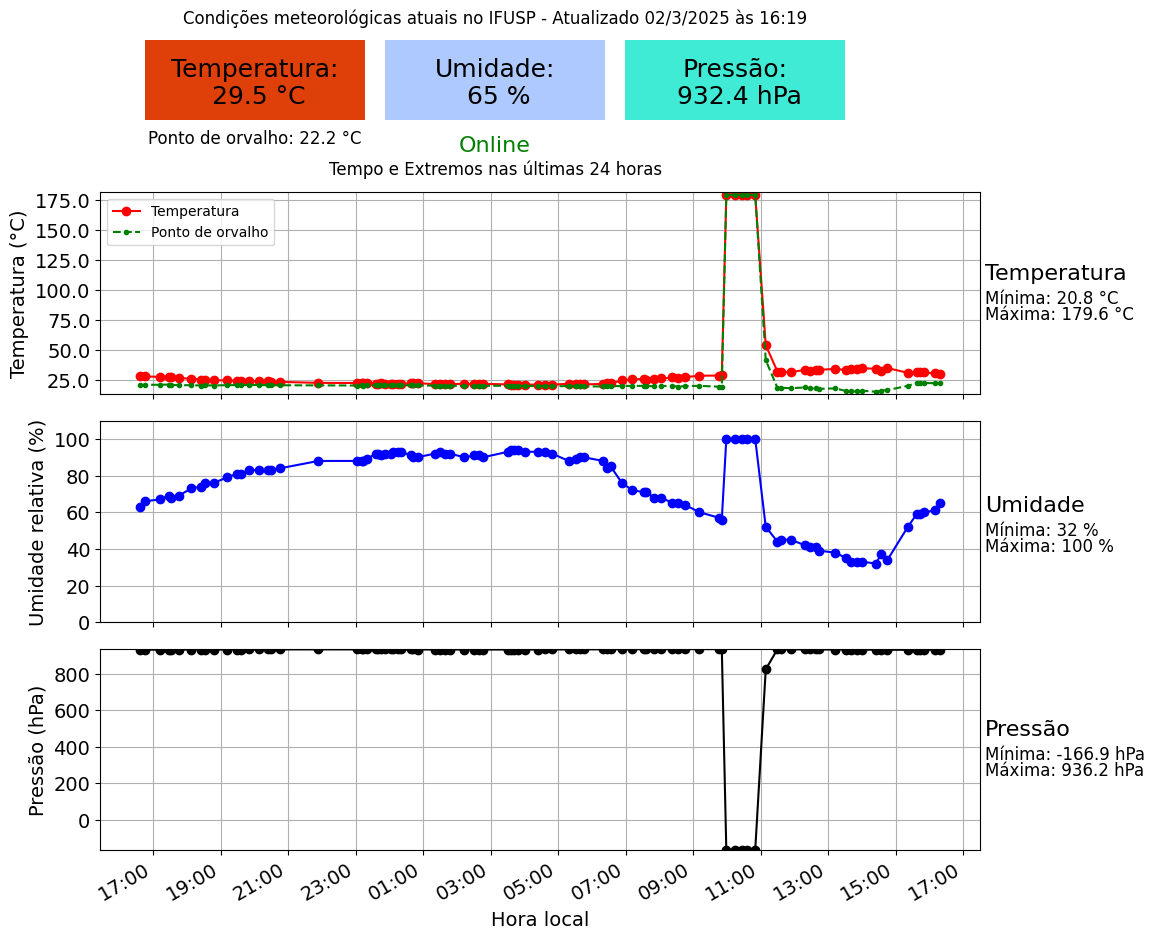 Condições meteorológicas atuais no IFUSP - Atualizado 02/3/2025 às 16:19
Temperatura:
29.5 °C
Umidade:
65 %
Pressão:
932.4 hPa
Ponto de orvalho: 22.2 °C
Online
Tempo e Extremos nas últimas 24 horas
Temperatura (°C)
175.0
150.0
125.0
100.0
75.0
50.0
25.0
Temperatura
Ponto de orvalho
Temperatura
Mínima: 20.8 °C
Máxima: 179.6 °C
Umidade relativa (%)
100
80
60
40
20
0
Umidade
Mínima: 32 %
Máxima: 100 %
Pressão (hPa)
800
600
400
200
0
Pressão
Mínima: -166.9 hPa
Máxima: 936.2 hPa
17:00 19:00 21:00 23:00 01:00 03:00 05:00 07:00 09:00 11:00 13:00 15:00 17:00
Hora local